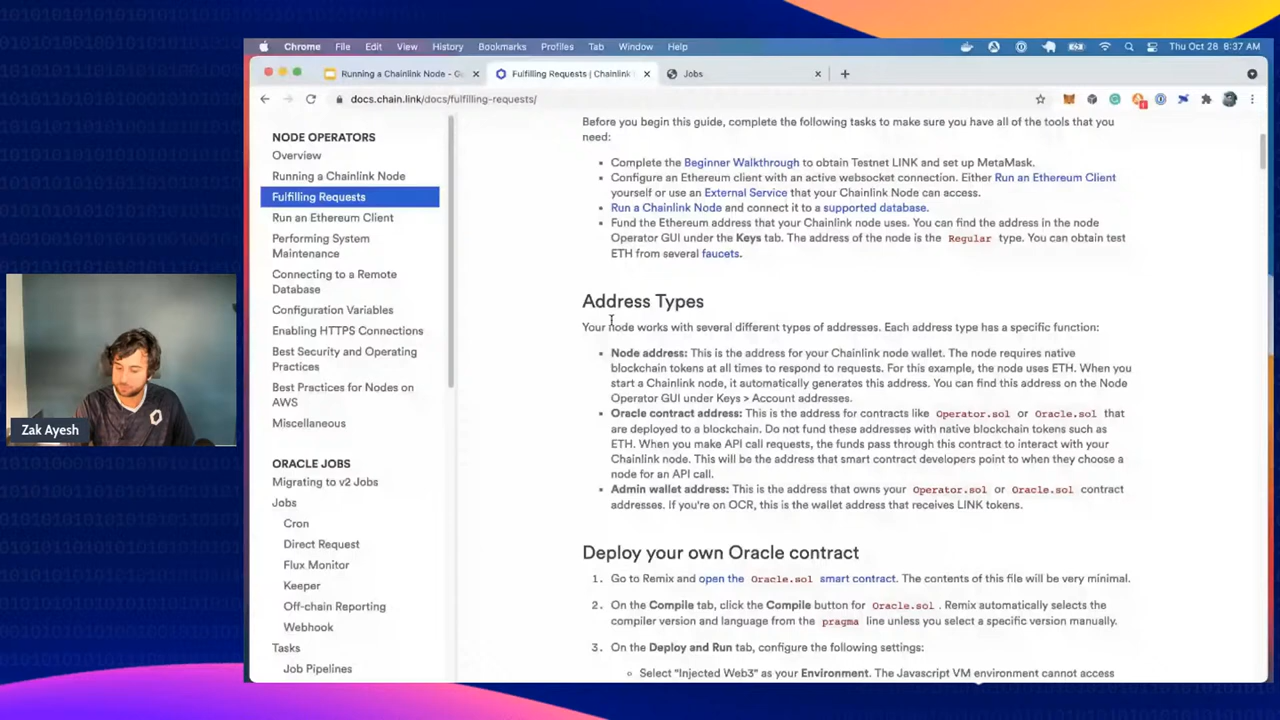 Chrome File Edit View History Bookmarks Profiles Tab Window Help Thu Oct 28 8:37 AM
Running a Chainlink Node - G Fulfilling Requests | Chainlink Jobs
docs.chain.link/docs/fulfilling-requests/
NODE OPERATORS
Overview
Running a Chainlink Node
Fulfilling Requests
Run an Ethereum Client
Performing System
Maintenance
Connecting to a Remote
Database
Configuration Variables
Enabling HTTPS Connections
Best Security and Operating
Practices
Best Practices for Nodes on
AWS
Miscellaneous
ORACLE JOBS
Migrating to v2 Jobs
Jobs
Cron
Direct Request
Flux Monitor
Keeper
Off-chain Reporting
Webhook
Tasks
Job Pipelines
Before you begin this guide, complete the following tasks to make sure you have all of the tools that you
need:
Complete the Beginner Walkthrough to obtain Testnet LINK and set up MetaMask.
Configure an Ethereum client with an active websocket connection. Either Run an Ethereum Client
yourself or use an External Service that your Chainlink Node can access.
Run a Chainlink Node and connect it to a supported database.
Fund the Ethereum address that your Chainlink node uses. You can find the address in the node
Operator GUI under the Keys tab. The address of the node is the Regular type. You can obtain test
ETH from several faucets.
Address Types
Your node works with several different types of addresses. Each address type has a specific function:
Node address: This is the address for your Chainlink node wallet. The node requires native
blockchain tokens at all times to respond to requests. For this example, the node uses ETH. When you
start a Chainlink node, it automatically generates this address. You can find this address on the Node
Operator GUI under Keys > Account addresses.
Oracle contract address: This is the address for contracts like Operator.sol or Oracle.sol that
are deployed to a blockchain. Do not fund these addresses with native blockchain tokens such as
ETH. When you make API call requests, the funds pass through this contract to interact with your
Chainlink node. This will be the address that smart contract developers point to when they choose a
node for an API call.
Admin wallet address: This is the address that owns your Operator.sol or Oracle.sol contract
addresses. If you're on OCR, this is the wallet address that receives LINK tokens.
Deploy your own Oracle contract
1. Go to Remix and open the Oracle.sol smart contract. The contents of this file will be very minimal.
2. On the Compile tab, click the Compile button for Oracle.sol . Remix automatically selects the
compiler version and language from the pragma line unless you select a specific version manually.
3. On the Deploy and Run tab, configure the following settings:
Select "Injected Web3" as your Environment. The Javascript VM environment cannot access
Zak Ayesh